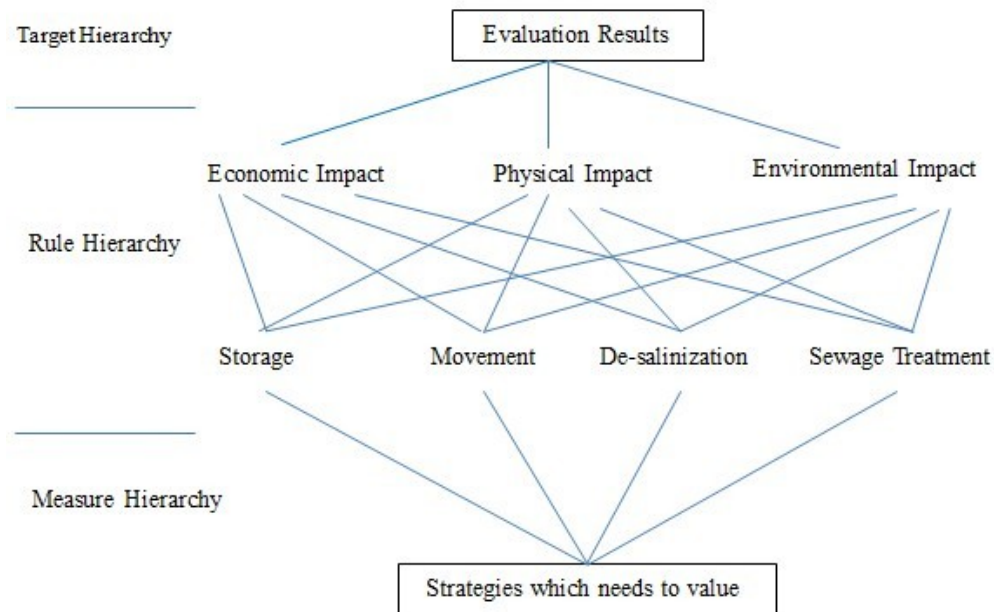 Target Hierarchy
Evaluation Results
Economic Impact
Physical Impact
Environmental Impact
Rule Hierarchy
Storage
Movement
De-salinization
Sewage Treatment
Measure Hierarchy
Strategies which needs to value